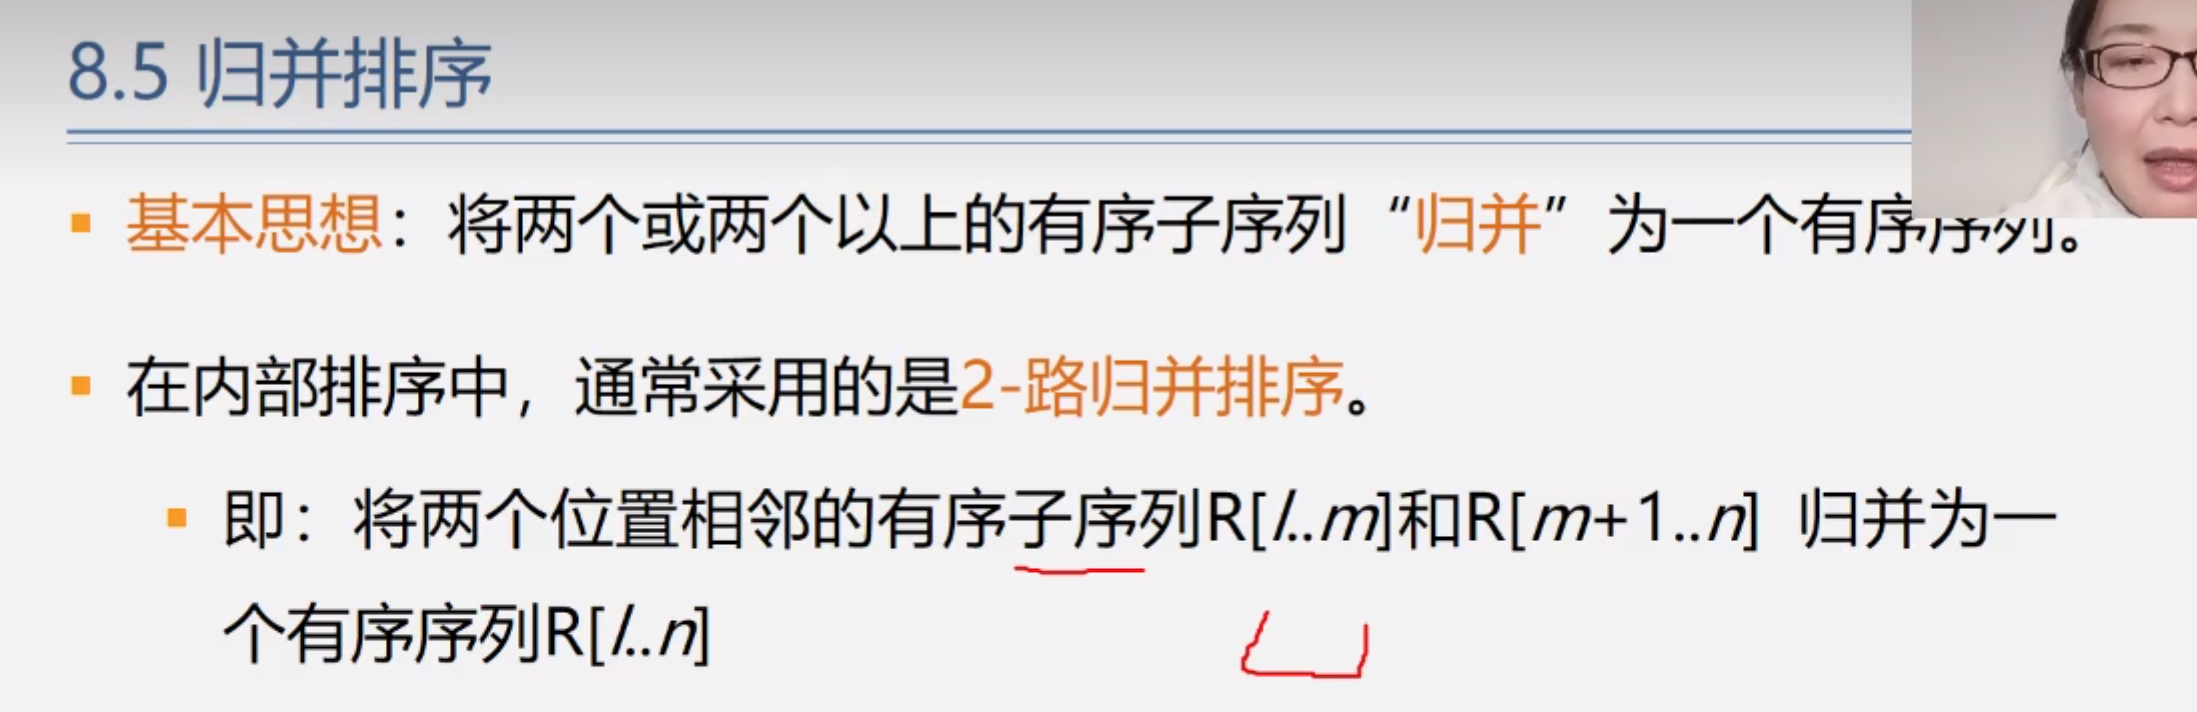 8.5 归并排序
▪ 基本思想：将两个或两个以上的有序子序列“归并”为一个有序序列。
▪ 在内部排序中，通常采用的是2-路归并排序。
▪ 即：将两个位置相邻的有序子序列R[l..m]和R[m+1..n] 归并为一
个有序序列R[l..n]